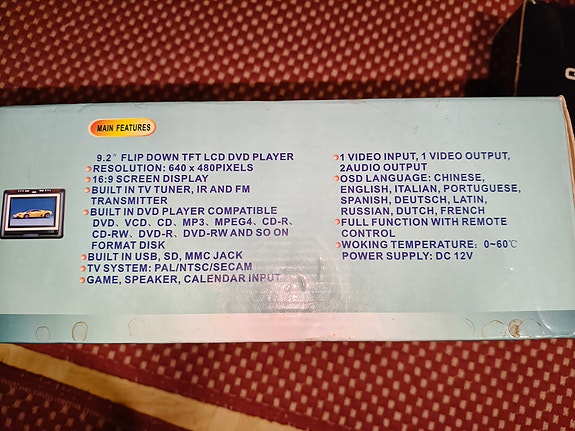 MAIN FEATURES
9.2" FLIP DOWN TFT LCD DVD PLAYER
RESOLUTION: 640 x 480PIXELS
16:9 SCREEN DISPLAY
BUILT IN TV TUNER, IR AND FM
TRANSMITTER
BUILT IN DVD PLAYER COMPATIBLE
DVD、VCD、CD、MP3、MPEG4、CD-R、
CD-RW、DVD-R、DVD-RW AND SO ON
FORMAT DISK
BUILT IN USB, SD, MMC JACK
TV SYSTEM: PAL/NTSC/SECAM
GAME, SPEAKER, CALENDAR INPUT
1 VIDEO INPUT, 1 VIDEO OUTPUT,
2AUDIO OUTPUT
OSD LANGUAGE: CHINESE,
ENGLISH, ITALIAN, PORTUGUESE,
SPANISH, DEUTSCH, LATIN,
RUSSIAN, DUTCH, FRENCH
FULL FUNCTION WITH REMOTE
CONTROL
WOKING TEMPERATURE: 0~60℃
POWER SUPPLY: DC 12V